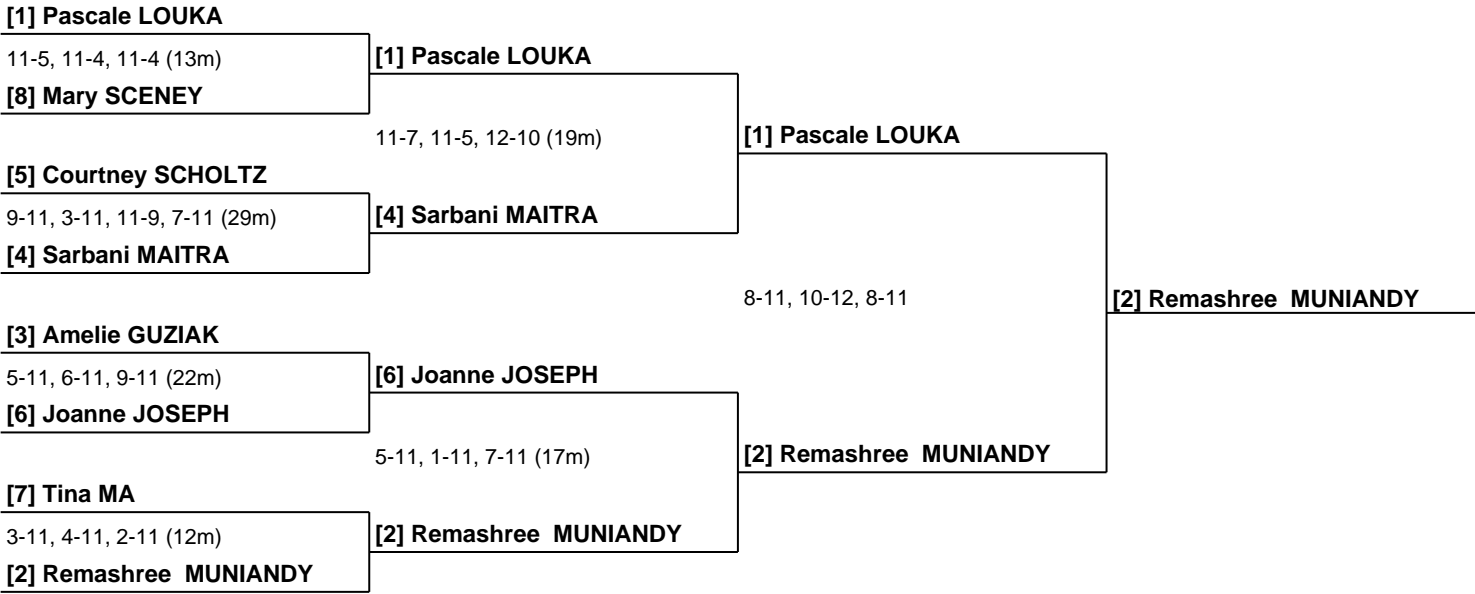 [1] Pascale LOUKA
11-5, 11-4, 11-4 (13m)
[8] Mary SCENEY
[1] Pascale LOUKA
11-7, 11-5, 12-10 (19m)
[1] Pascale LOUKA
[5] Courtney SCHOLTZ
9-11, 3-11, 11-9, 7-11 (29m)
[4] Sarbani MAITRA
[4] Sarbani MAITRA
8-11, 10-12, 8-11
[2] Remashree  MUNIANDY
[3] Amelie GUZIAK
5-11, 6-11, 9-11 (22m)
[6] Joanne JOSEPH
[6] Joanne JOSEPH
5-11, 1-11, 7-11 (17m)
[2] Remashree  MUNIANDY
[7] Tina MA
3-11, 4-11, 2-11 (12m)
[2] Remashree  MUNIANDY
[2] Remashree  MUNIANDY